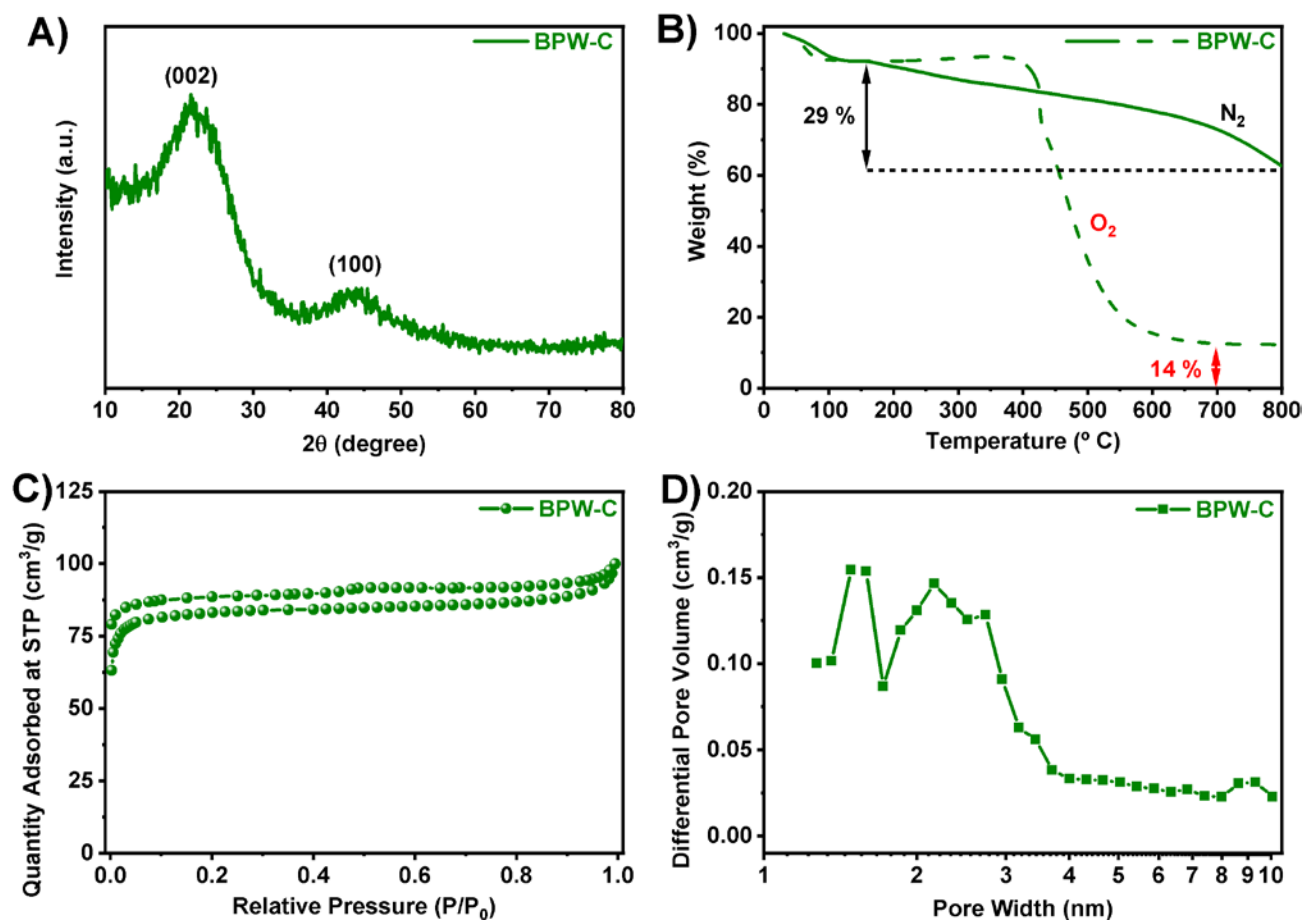 A)
BPW-C
(002)
(100)
Intensity (a.u.)
10 20 30 40 50 60 70 80
2θ (degree)
B)
BPW-C
100
80
60
40
20
0
29 %
N₂
O₂
14 %
Weight (%)
0 100 200 300 400 500 600 700 800
Temperature (º C)
C)
BPW-C
125
100
75
50
25
0
Quantity Adsorbed at STP (cm³/g)
0.0 0.2 0.4 0.6 0.8 1.0
Relative Pressure (P/P₀)
D)
BPW-C
0.20
0.15
0.10
0.05
0.00
Differential Pore Volume (cm³/g)
1 2 3 4 5 6 7 8 9 10
Pore Width (nm)